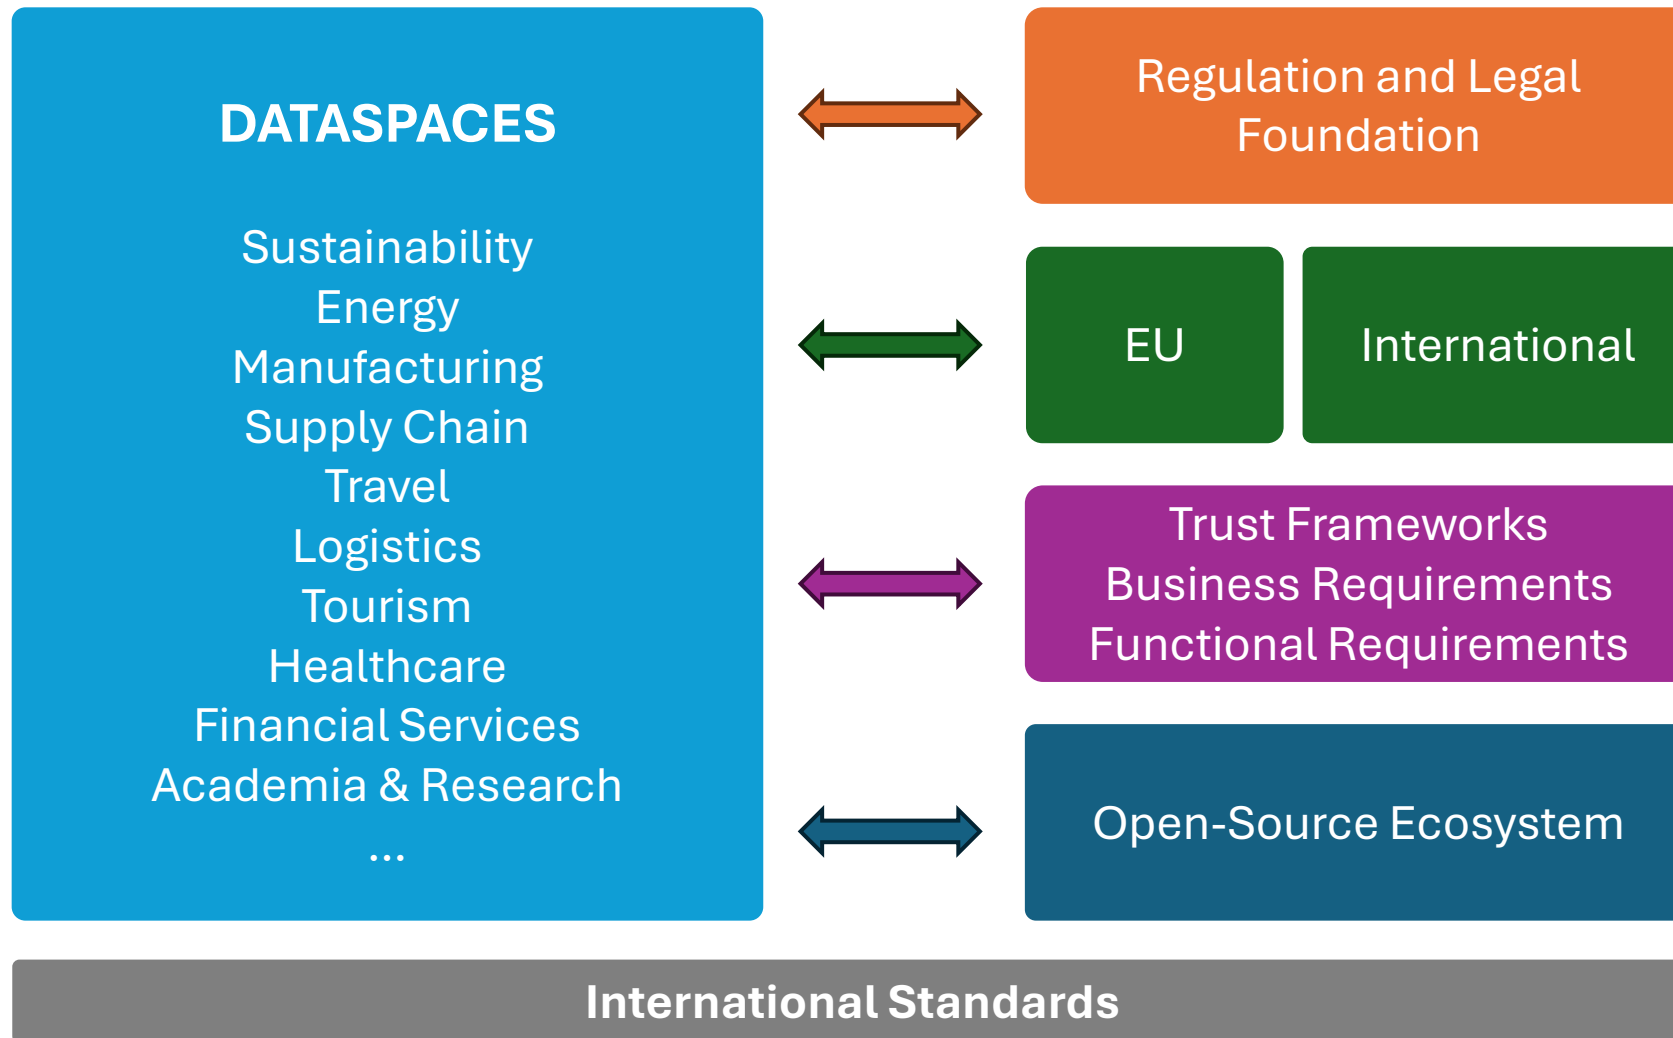 DATASPACES
Sustainability
Energy
Manufacturing
Supply Chain
Travel
Logistics
Tourism
Healthcare
Financial Services
Academia & Research
...
Regulation and Legal
Foundation
EU
International
Trust Frameworks
Business Requirements
Functional Requirements
Open-Source Ecosystem
International Standards